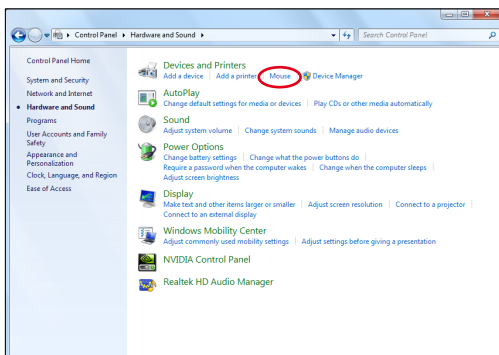 Control Panel Hardware and Sound Search Control Panel
Control Panel Home
System and Security
Network and Internet
Hardware and Sound
Programs
User Accounts and Family
Safety
Appearance and
Personalization
Clock, Language, and Region
Ease of Access
Devices and Printers
Add a device Add a printer Mouse Device Manager
AutoPlay
Change default settings for media or devices Play CDs or other media automatically
Sound
Adjust system volume Change system sounds Manage audio devices
Power Options
Change battery settings Change what the power buttons do
Require a password when the computer wakes Change when the computer sleeps
Adjust screen brightness
Display
Make text and other items larger or smaller Adjust screen resolution Connect to a projector
Connect to an external display
Windows Mobility Center
Adjust commonly used mobility settings Adjust settings before giving a presentation
NVIDIA Control Panel
Realtek HD Audio Manager